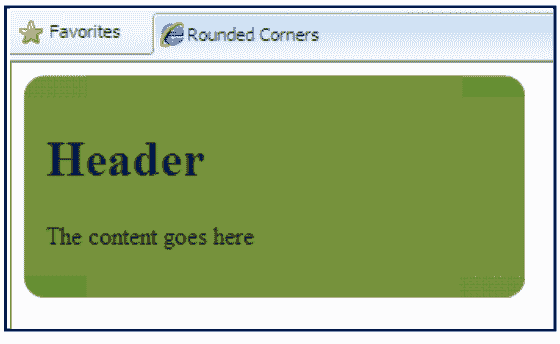 Favorites
Rounded Corners
Header
The content goes here